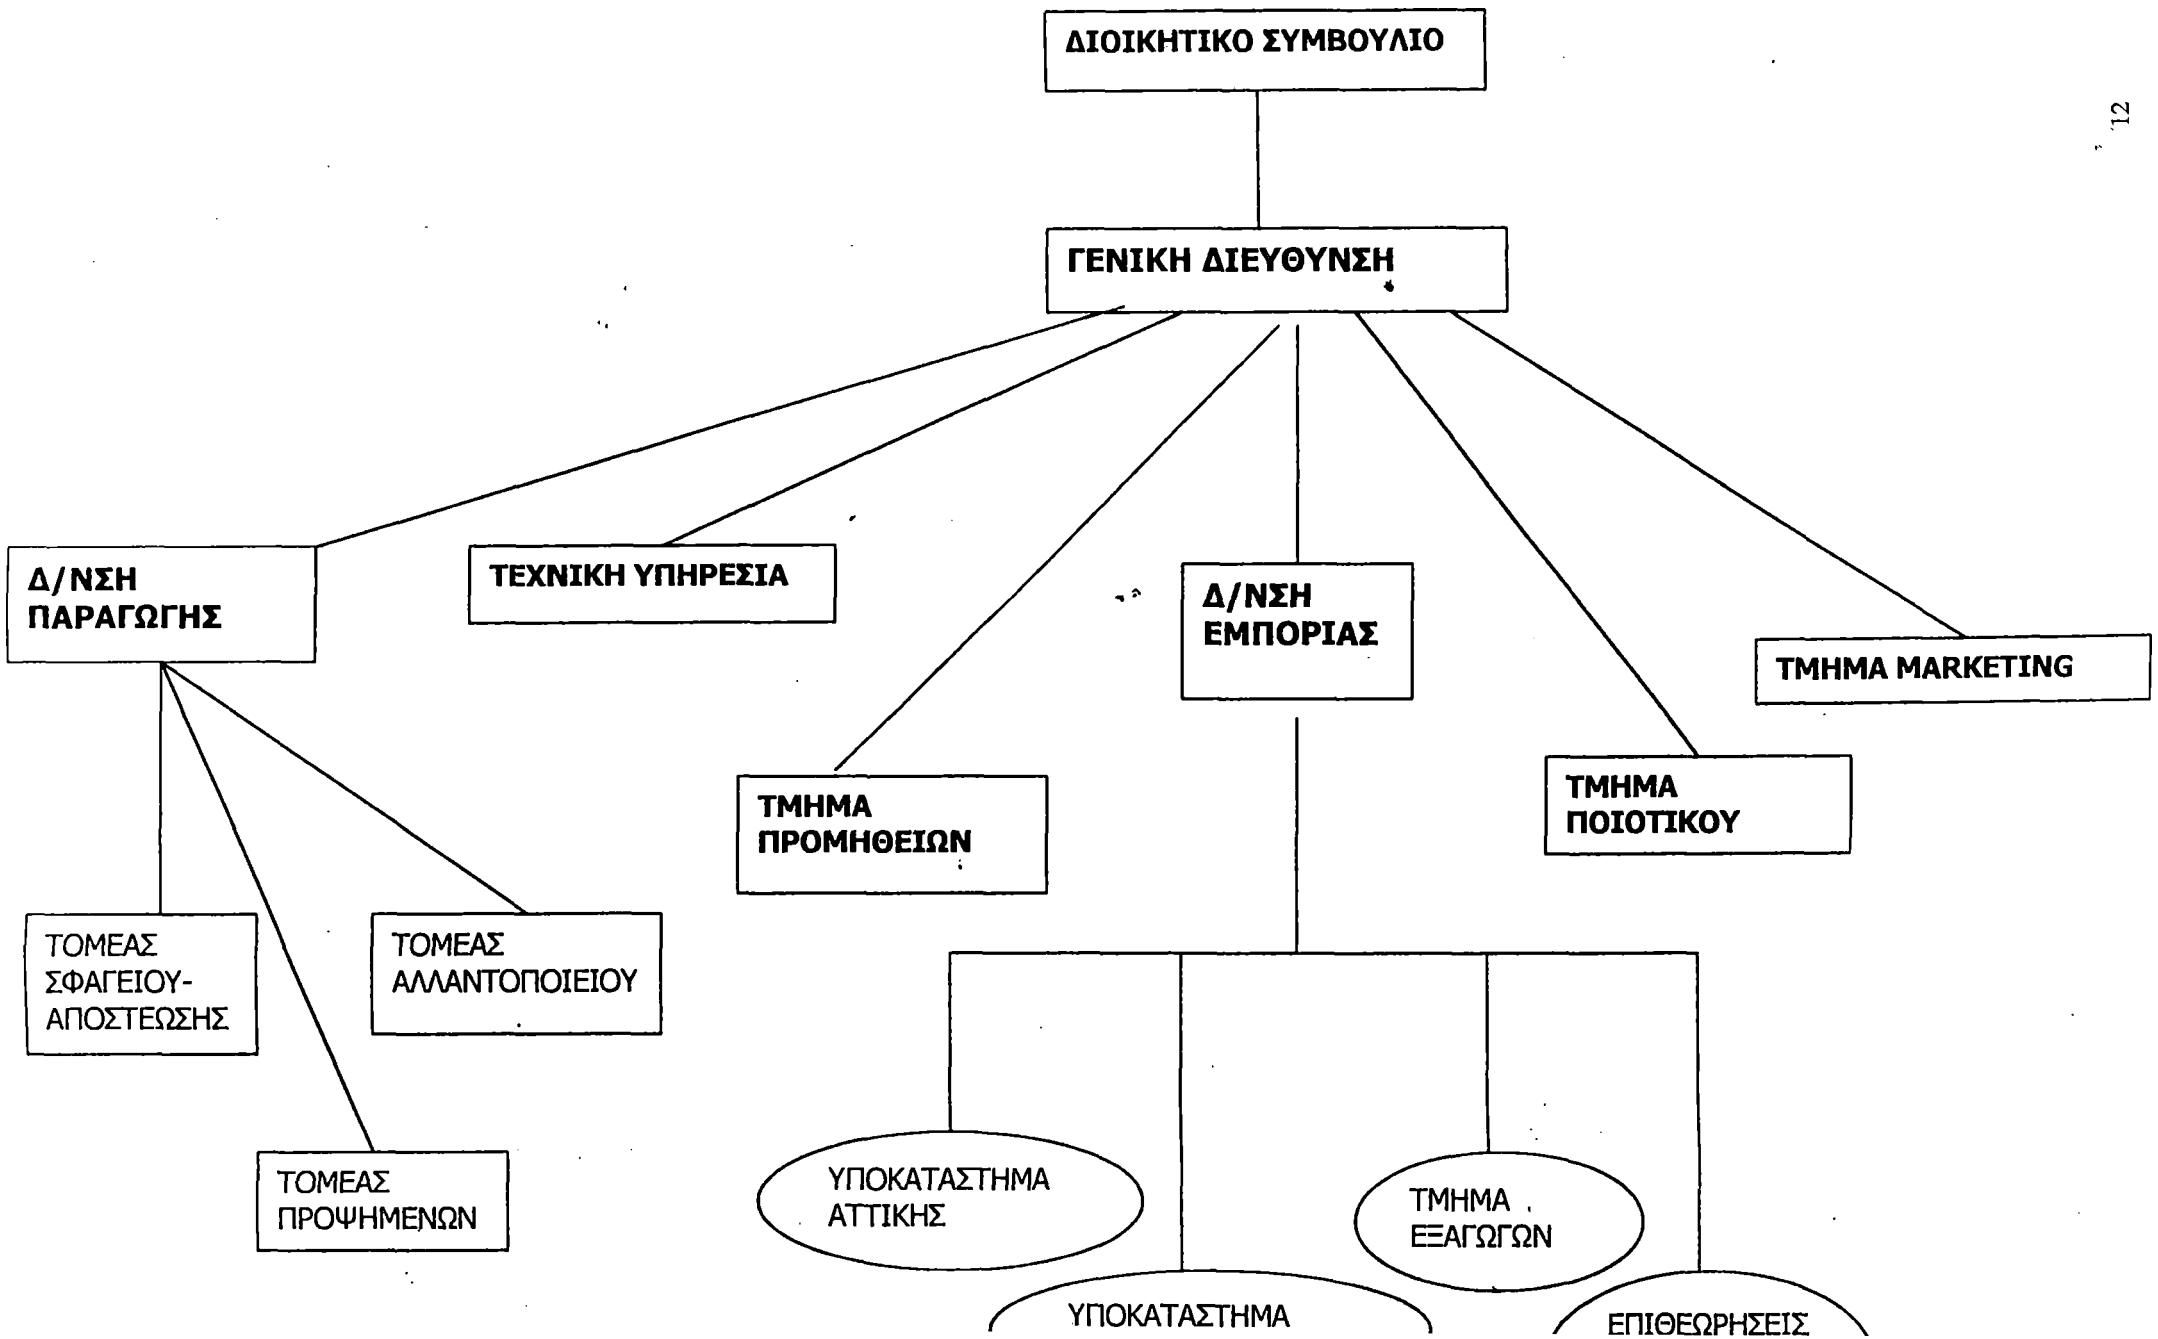 ΔΙΟΙΚΗΤΙΚΟ ΣΥΜΒΟΥΛΙΟ
12
ΓΕΝΙΚΗ ΔΙΕΥΘΥΝΣΗ
Δ/ΝΣΗ
ΠΑΡΑΓΩΓΗΣ
ΤΕΧΝΙΚΗ ΥΠΗΡΕΣΙΑ
Δ/ΝΣΗ
ΕΜΠΟΡΙΑΣ
ΤΜΗΜΑ MARKETING
ΤΜΗΜΑ
ΠΡΟΜΗΘΕΙΩΝ
ΤΜΗΜΑ
ΠΟΙΟΤΙΚΟΥ
ΤΟΜΕΑΣ
ΣΦΑΓΕΙΟΥ-
ΑΠΟΣΤΕΩΣΗΣ
ΤΟΜΕΑΣ
ΑΛΛΑΝΤΟΠΟΙΕΙΟΥ
ΤΟΜΕΑΣ
ΠΡΟΨΗΜΕΝΩΝ
ΥΠΟΚΑΤΑΣΤΗΜΑ
ΑΤΤΙΚΗΣ
ΤΜΗΜΑ
ΕΞΑΓΩΓΩΝ
ΥΠΟΚΑΤΑΣΤΗΜΑ
ΕΠΙΘΕΩΡΗΣΕΙΣ